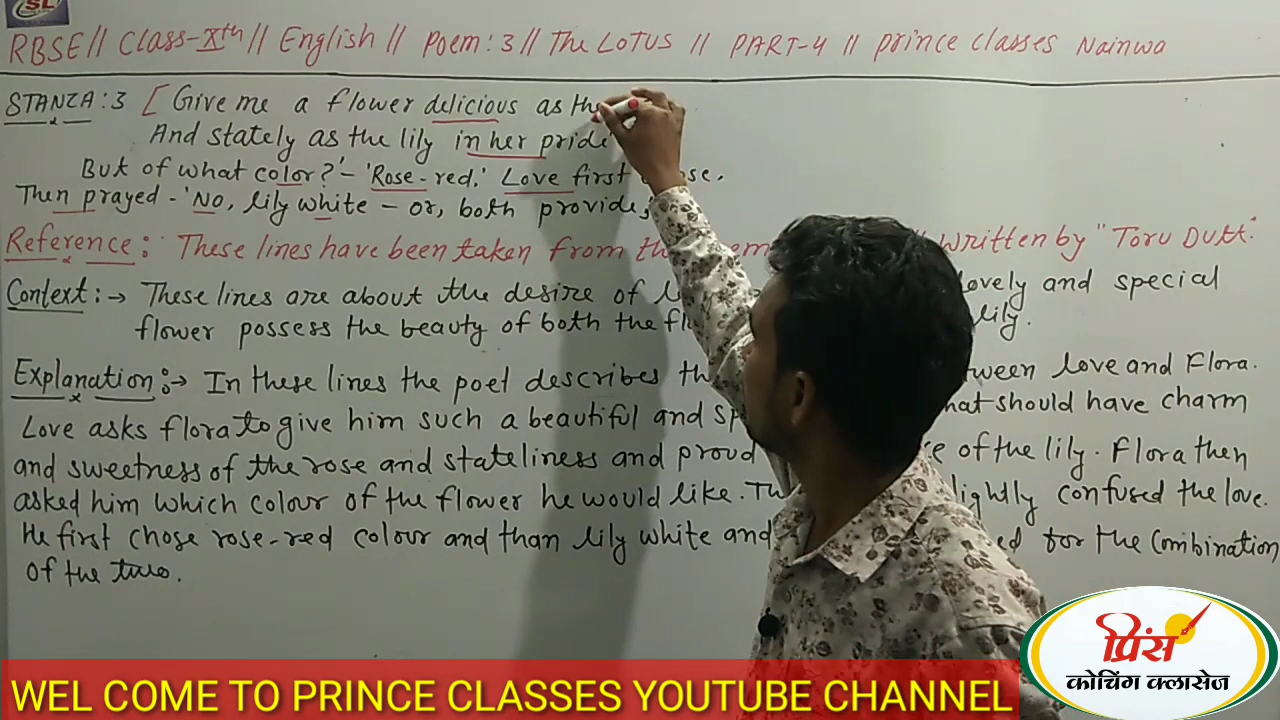 SL
RBSE // Class-Xth // English // Poem: 3 // The LOTUS // PART-4 // prince classes Nainwa
STANZA: 3 [ Give me a flower delicious as th
And stately as the lily in her pride
But of what color?' - 'Rose-red.' Love first
Then prayed - 'No, lily white - or, both provide,
Reference: These lines have been taken from th written by "Toru Dutt."
Context:→ These lines are about the desire of ovely and special
flower possess the beauty of both the lily.
Explanation:→ In these lines the poet describes th tween love and Flora.
Love asks flora to give him such a beautiful and hat should have charm
and sweetness of the rose and stateliness and proud of the lily. Flora then
asked him which colour of the flower he would like. lightly confused the love.
He first chose rose-red colour and than lily white and ed for the combination
of the two.
WEL COME TO PRINCE CLASSES YOUTUBE CHANNEL
प्रिंस
कोचिंग क्लासेज